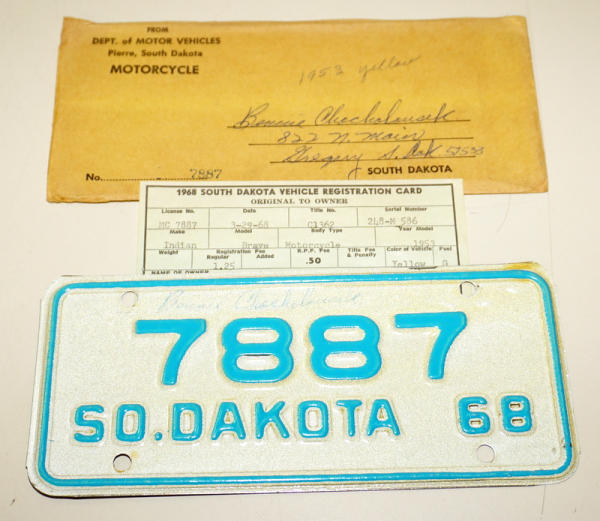 FROM
DEPT. of MOTOR VEHICLES
Pierre, South Dakota
MOTORCYCLE
1953 yellow
Bonnie
822 N. Main
Gregory S. Dak 57533
No. 7887
SOUTH DAKOTA
1968 SOUTH DAKOTA VEHICLE REGISTRATION CARD
ORIGINAL TO OWNER
License No. Date Title No. Serial Number
MC 7887 3-29-68 C1362 248-M 586
Make Model Body Type Year Model
Indian Brave Motorcycle 1953
Weight Registration Fee R.P.F. Fee Title Fee Color of Vehicle Fuel
Regular Added .50 & Penalty
1.25 Yellow G
NAME OF OWNER
Bonnie
7887
SO. DAKOTA 68